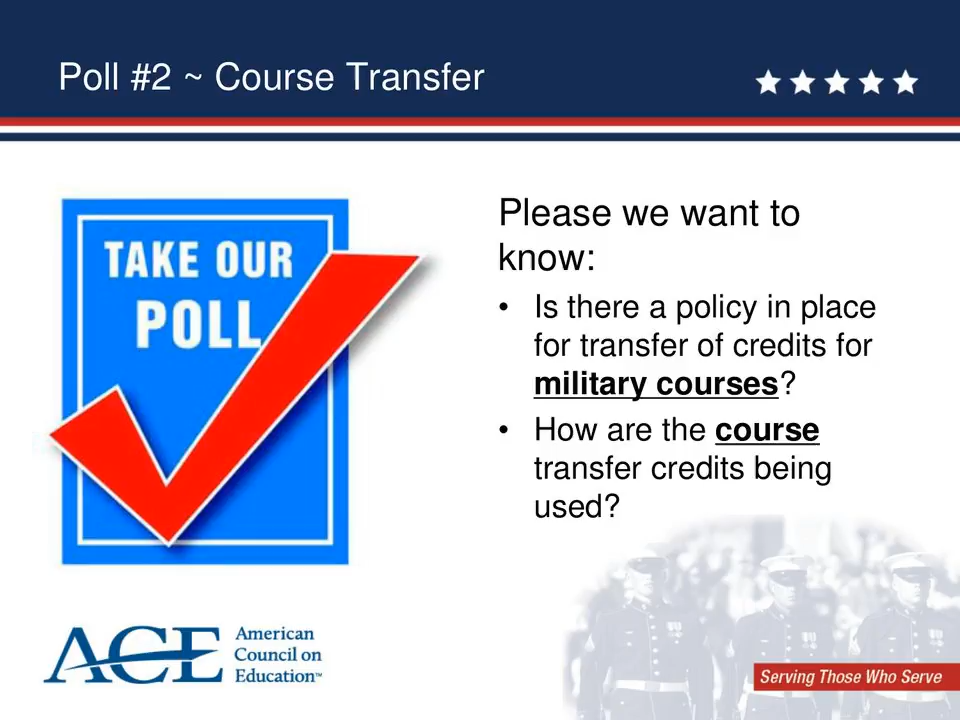 Poll #2 ~ Course Transfer
TAKE OUR
POLL
Please we want to
know:
• Is there a policy in place
for transfer of credits for
military courses?
• How are the course
transfer credits being
used?
ACE American
Council on
Education™
Serving Those Who Serve